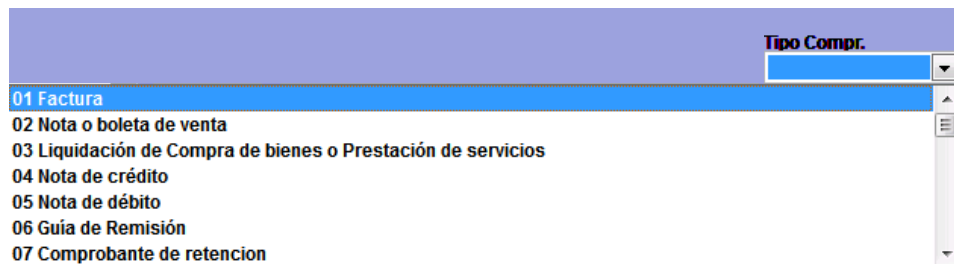 Tipo Compr.
01 Factura
02 Nota o boleta de venta
03 Liquidación de Compra de bienes o Prestación de servicios
04 Nota de crédito
05 Nota de débito
06 Guía de Remisión
07 Comprobante de retencion